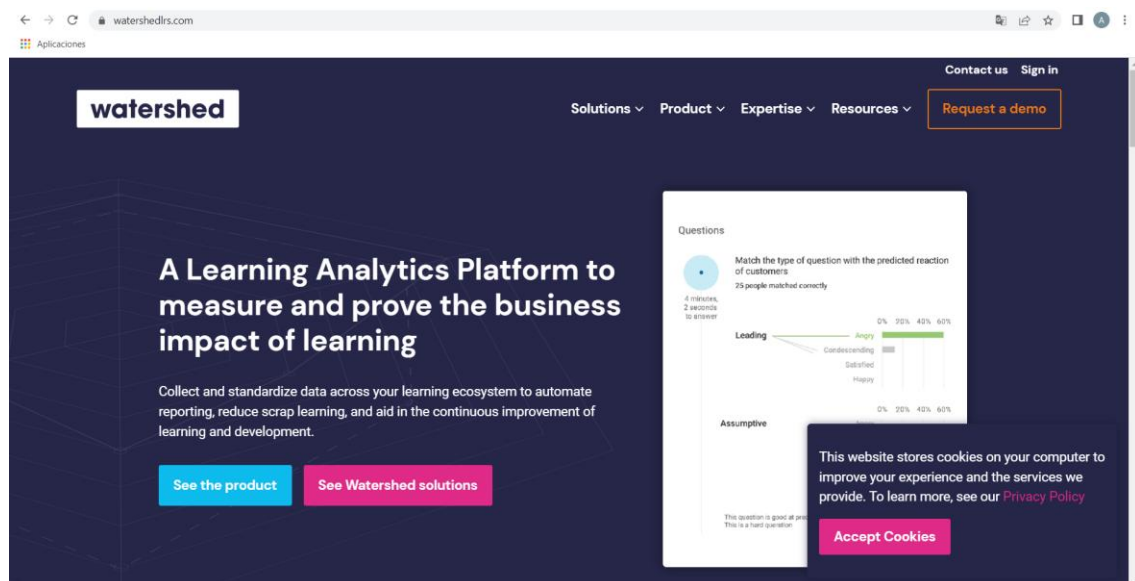 watershedlrs.com
A
Aplicaciones
Contact us Sign in
watershed
Solutions Product Expertise Resources Request a demo
A Learning Analytics Platform to
measure and prove the business
impact of learning
Collect and standardize data across your learning ecosystem to automate
reporting, reduce scrap learning, and aid in the continuous improvement of
learning and development.
See the product See Watershed solutions
Questions
Match the type of question with the predicted reaction
of customers
25 people matched correctly
4 minutes,
2 seconds
to answer
0% 20% 40% 60%
Leading
Angry
Condescending
Satisfied
Happy
0% 20% 40% 60%
Assumptive
This question is good at
This is a hard question
This website stores cookies on your computer to
improve your experience and the services we
provide. To learn more, see our Privacy Policy
Accept Cookies